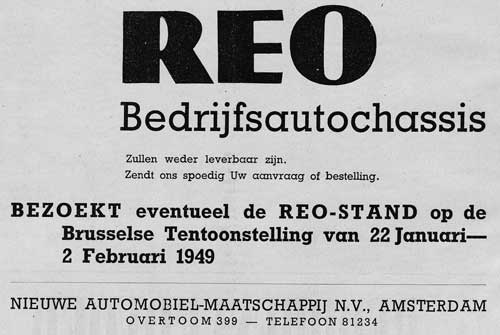 REO
Bedrijfsautochassis
Zullen weder leverbaar zijn.
Zendt ons spoedig Uw aanvraag of bestelling.
BEZOEKT eventueel de REO-STAND op de
Brusselse Tentoonstelling van 22 Januari—
2 Februari 1949
NIEUWE AUTOMOBIEL-MAATSCHAPPIJ N.V., AMSTERDAM
OVERTOOM 399 — TELEFOON 81234